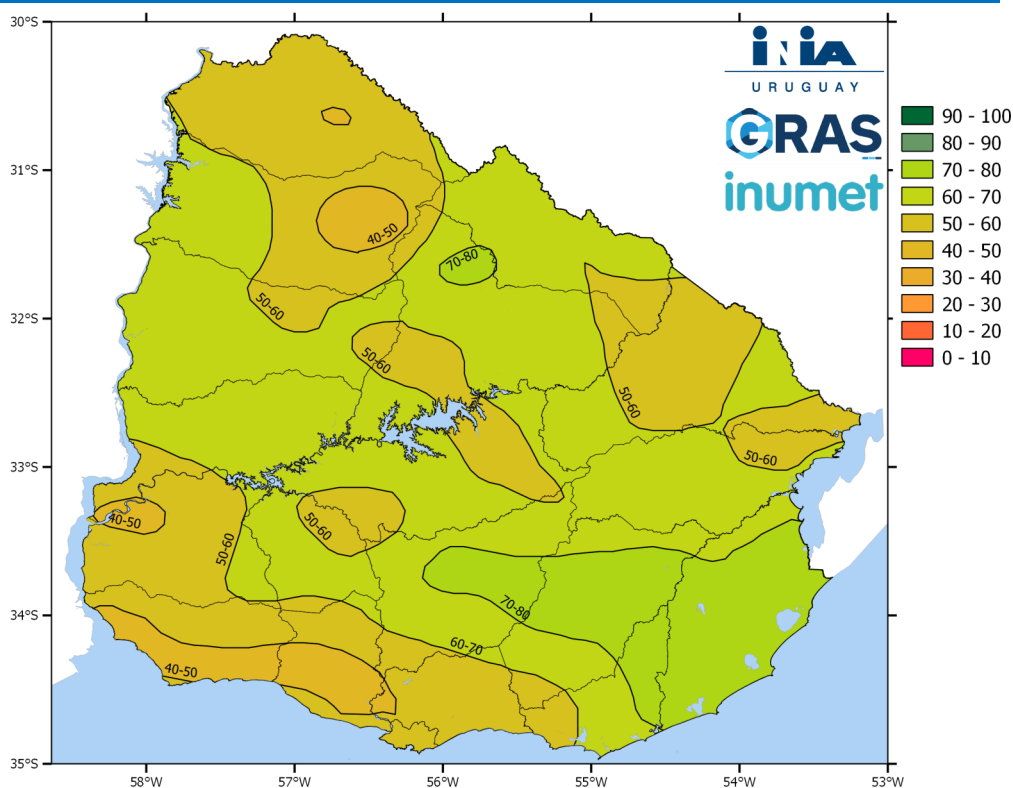 30°S
31°S
32°S
33°S
34°S
35°S
58°W
57°W
56°W
55°W
54°W
53°W
INIA
URUGUAY
GRAS
inumet
90 - 100
80 - 90
70 - 80
60 - 70
50 - 60
40 - 50
30 - 40
20 - 30
10 - 20
0 - 10
40-50
70-80
50-60
50-60
50-60
50-60
40-50
50-60
50-60
70-80
60-70
40-50